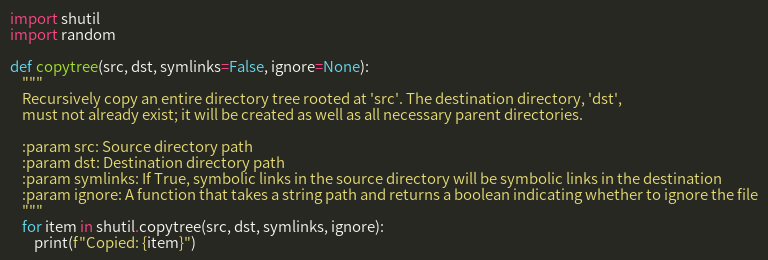 import shutil
import random

def copytree(src, dst, symlinks=False, ignore=None):
    """
    Recursively copy an entire directory tree rooted at 'src'. The destination directory, 'dst',
    must not already exist; it will be created as well as all necessary parent directories.

    :param src: Source directory path
    :param dst: Destination directory path
    :param symlinks: If True, symbolic links in the source directory will be symbolic links in the destination
    :param ignore: A function that takes a string path and returns a boolean indicating whether to ignore the file
    """
    for item in shutil.copytree(src, dst, symlinks, ignore):
        print(f"Copied: {item}")